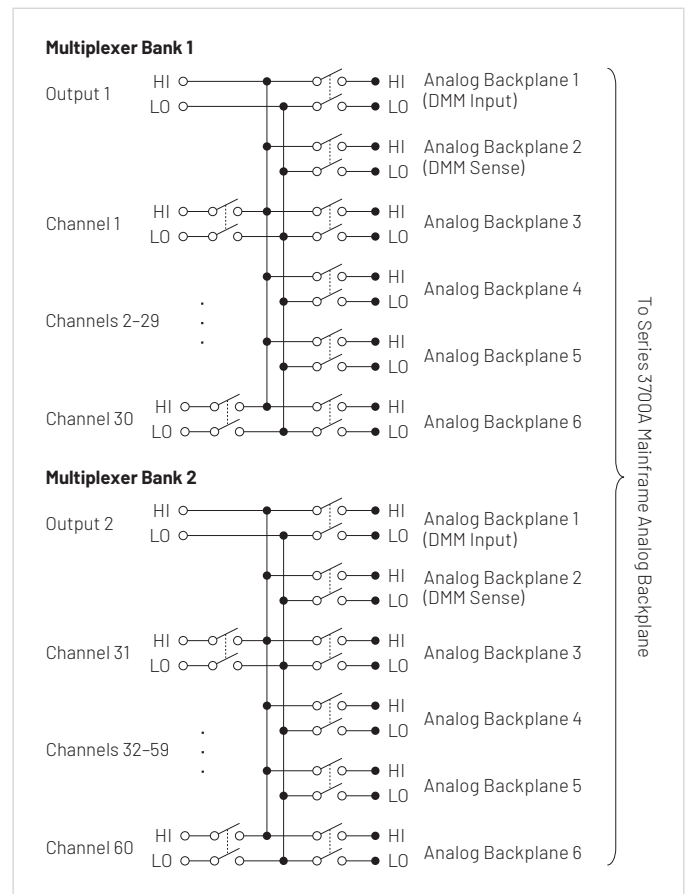 Multiplexer Bank 1
Output 1
HI HI Analog Backplane 1
LO LO (DMM Input)
HI Analog Backplane 2
LO (DMM Sense)
Channel 1
HI HI
LO LO Analog Backplane 3
HI
LO Analog Backplane 4
Channels 2–29
HI
LO Analog Backplane 5
Channel 30
HI HI
LO LO Analog Backplane 6
Multiplexer Bank 2
Output 2
HI HI Analog Backplane 1
LO LO (DMM Input)
HI Analog Backplane 2
LO (DMM Sense)
Channel 31
HI HI
LO LO Analog Backplane 3
HI
LO Analog Backplane 4
Channels 32–59
HI
LO Analog Backplane 5
Channel 60
HI HI
LO LO Analog Backplane 6
To Series 3700A Mainframe Analog Backplane